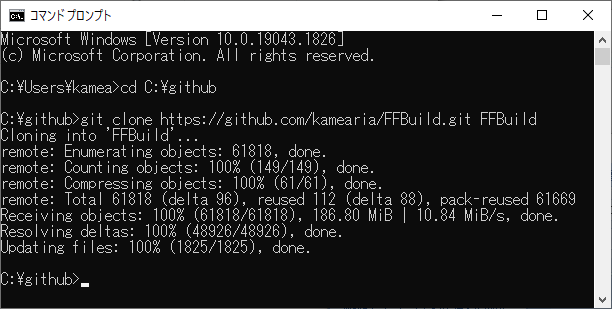 コマンド プロンプト
Microsoft Windows [Version 10.0.19043.1826]
(c) Microsoft Corporation. All rights reserved.
C:¥Users¥kamea>cd C:¥github
C:¥github>git clone https://github.com/kamearia/FFBuild.git FFBuild
Cloning into 'FFBuild'...
remote: Enumerating objects: 61818, done.
remote: Counting objects: 100% (149/149), done.
remote: Compressing objects: 100% (61/61), done.
remote: Total 61818 (delta 96), reused 112 (delta 88), pack-reused 61669
Receiving objects: 100% (61818/61818), 186.80 MiB | 10.84 MiB/s, done.
Resolving deltas: 100% (48926/48926), done.
Updating files: 100% (1825/1825), done.
C:¥github>